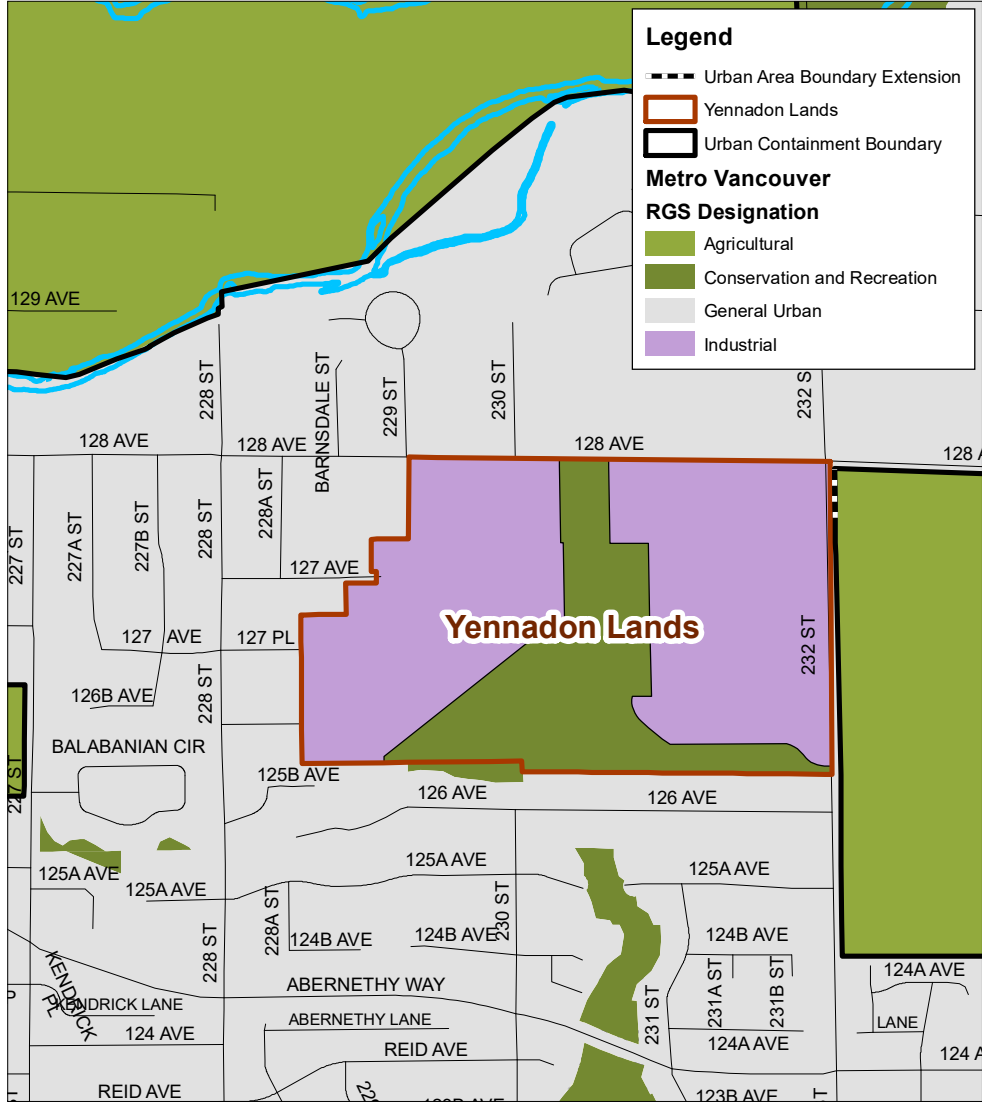 Legend
Urban Area Boundary Extension
Yennadon Lands
Urban Containment Boundary
Metro Vancouver
RGS Designation
Agricultural
Conservation and Recreation
General Urban
Industrial
129 AVE
228 ST
BARNSDALE ST
229 ST
230 ST
232 S
128 AVE
128 AVE
128 AVE
128 A
227 ST
227A ST
227B ST
228 ST
228A ST
127 AVE
127 AVE
127 PL
Yennadon Lands
232 ST
228 ST
126B AVE
BALABANIAN CIR
227 ST
125B AVE
126 AVE
126 AVE
125A AVE
125A AVE
125A AVE
125A AVE
228A ST
230 ST
228 ST
124B AVE
124B AVE
124B AVE
KENDRICK PL
KENDRICK LANE
ABERNETHY WAY
231 ST
231A ST
231B ST
124A AVE
124 AVE
ABERNETHY LANE
LANE
124A AVE
REID AVE
124 A
REID AVE
123B AVE